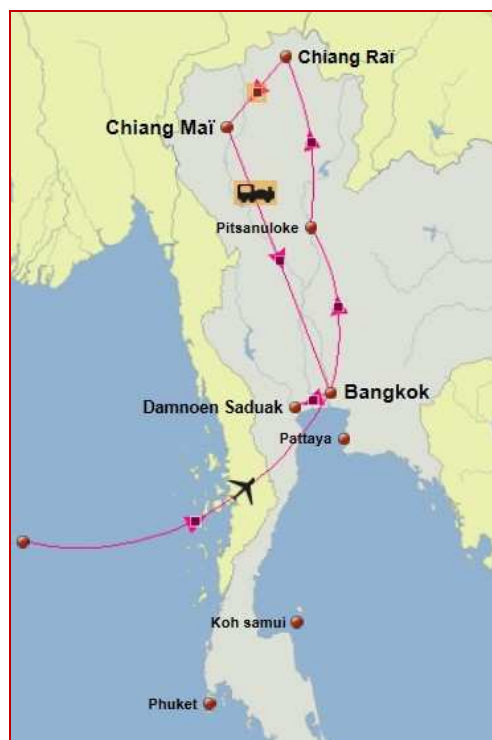 Chiang Raï
Chiang Maï
Pitsanuloke
Bangkok
Damnoen Saduak
Pattaya
Koh samui
Phuket